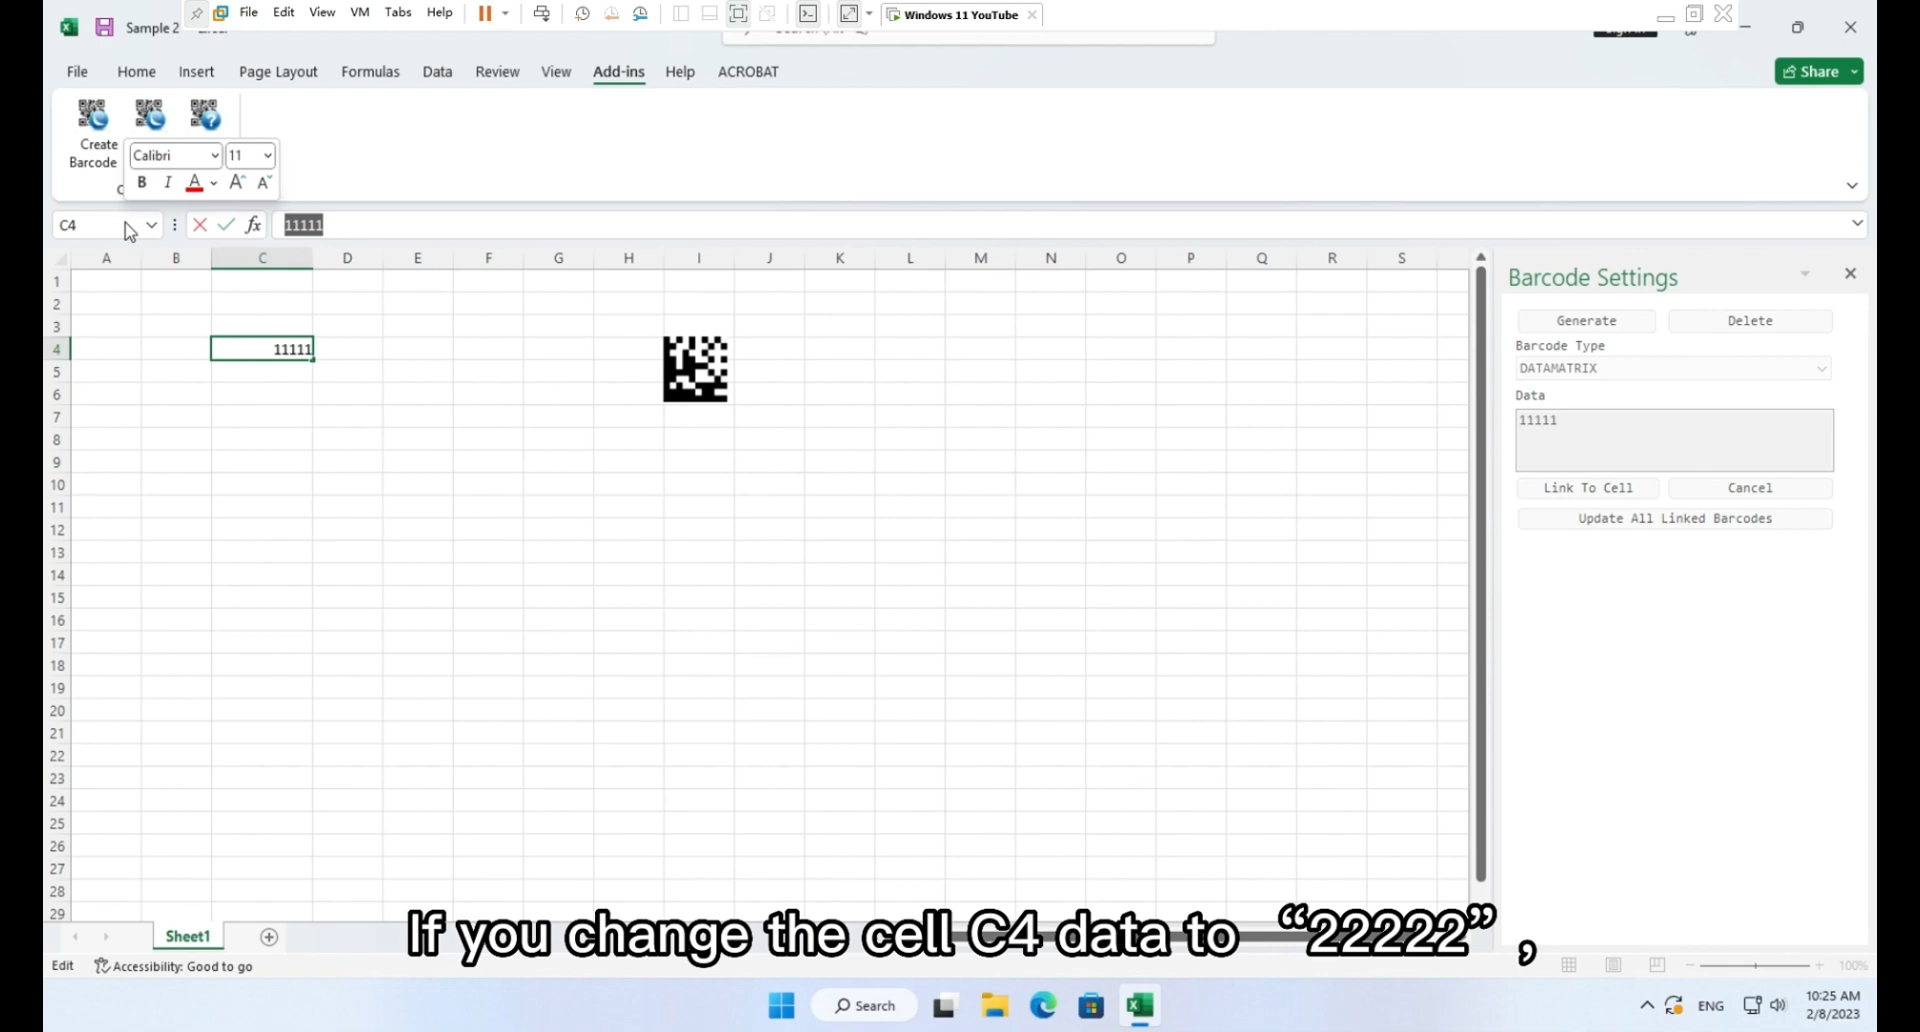 File Edit View VM Tabs Help
Windows 11 YouTube
Sample 2
File Home Insert Page Layout Formulas Data Review View Add-ins Help ACROBAT
Share
Create
Barcode
Calibri 11
B I A A A
C4 fx 11111
A B C D E F G H I J K L M N O P Q R S
1
2
3
4 11111
5
6
7
8
9
10
11
12
13
14
15
16
17
18
19
20
21
22
23
24
25
26
27
28
29
Barcode Settings
Generate Delete
Barcode Type
DATAMATRIX
Data
11111
Link To Cell Cancel
Update All Linked Barcodes
If you change the cell C4 data to “22222”,
Sheet1
Edit Accessibility: Good to go
100%
Search
ENG
10:25 AM
2/8/2023